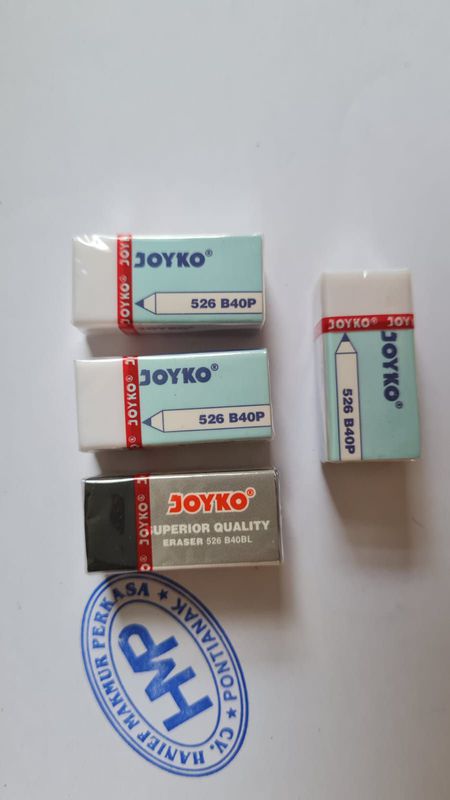 JOYKO®
JOYKO®
526 B40P
JOYKO®
526 B40P
JOYKO®
SUPERIOR QUALITY
ERASER 526 B40BL
JOYKO®
JOYKO®
526 B40P
CV. HANIEF MAKMUR PERKASA
HMP
★ PONTIANAK ★